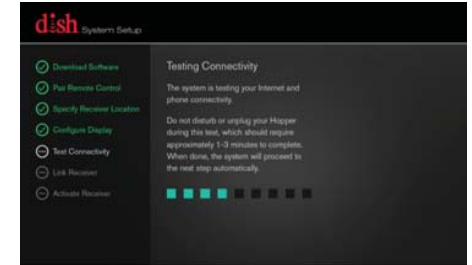 dish System Setup
Download Software
Pair Remote Control
Specify Receiver Location
Configure Display
Test Connectivity
Link Receiver
Activate Receiver
Testing Connectivity
The system is testing your Internet and
phone connectivity.
Do not disturb or unplug your Hopper
during this test, which should require
approximately 1-3 minutes to complete.
When done, the system will proceed to
the next step automatically.